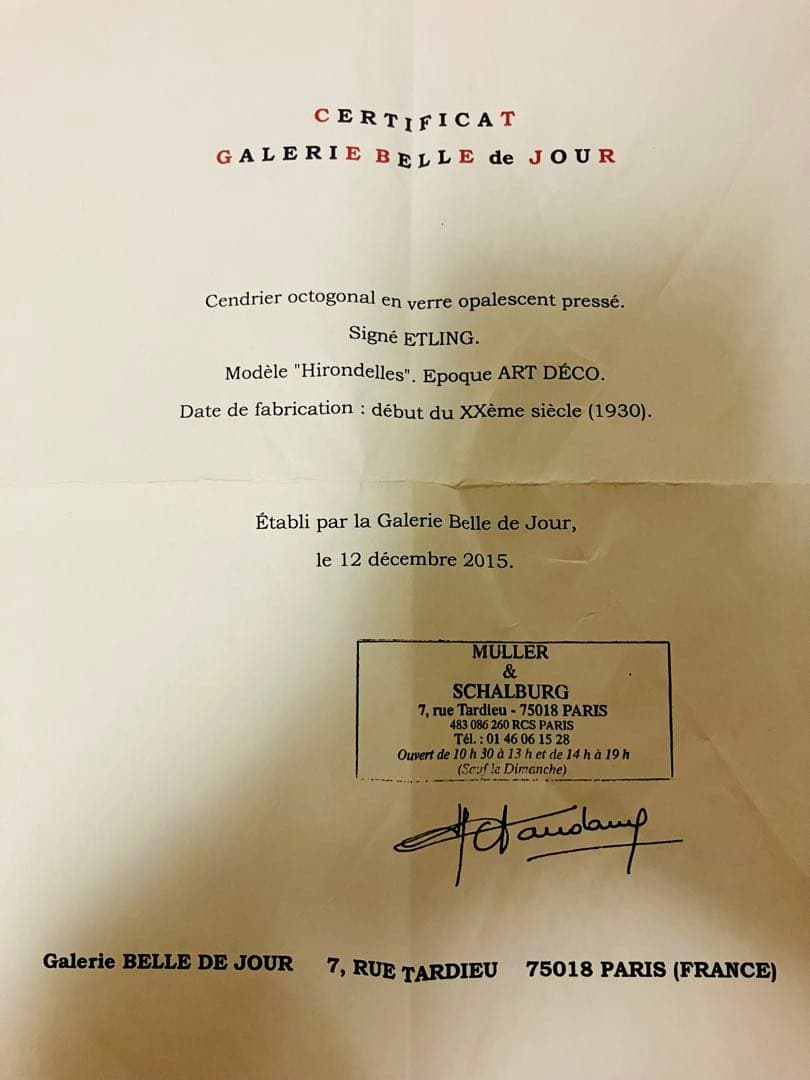 CERTIFICAT
GALERIE BELLE de JOUR
Cendrier octogonal en verre opalescent pressé.
Signé ETLING.
Modèle "Hirondelles". Epoque ART DÉCO.
Date de fabrication : début du XXème siècle (1930).
Établi par la Galerie Belle de Jour,
le 12 décembre 2015.
MULLER
&
SCHALBURG
7, rue Tardieu - 75018 PARIS
483 086 260 RCS PARIS
Tél. : 01 46 06 15 28
Ouvert de 10 h 30 à 13 h et de 14 h à 19 h
(Sauf le Dimanche)
Galerie BELLE DE JOUR 7, RUE TARDIEU 75018 PARIS (FRANCE)